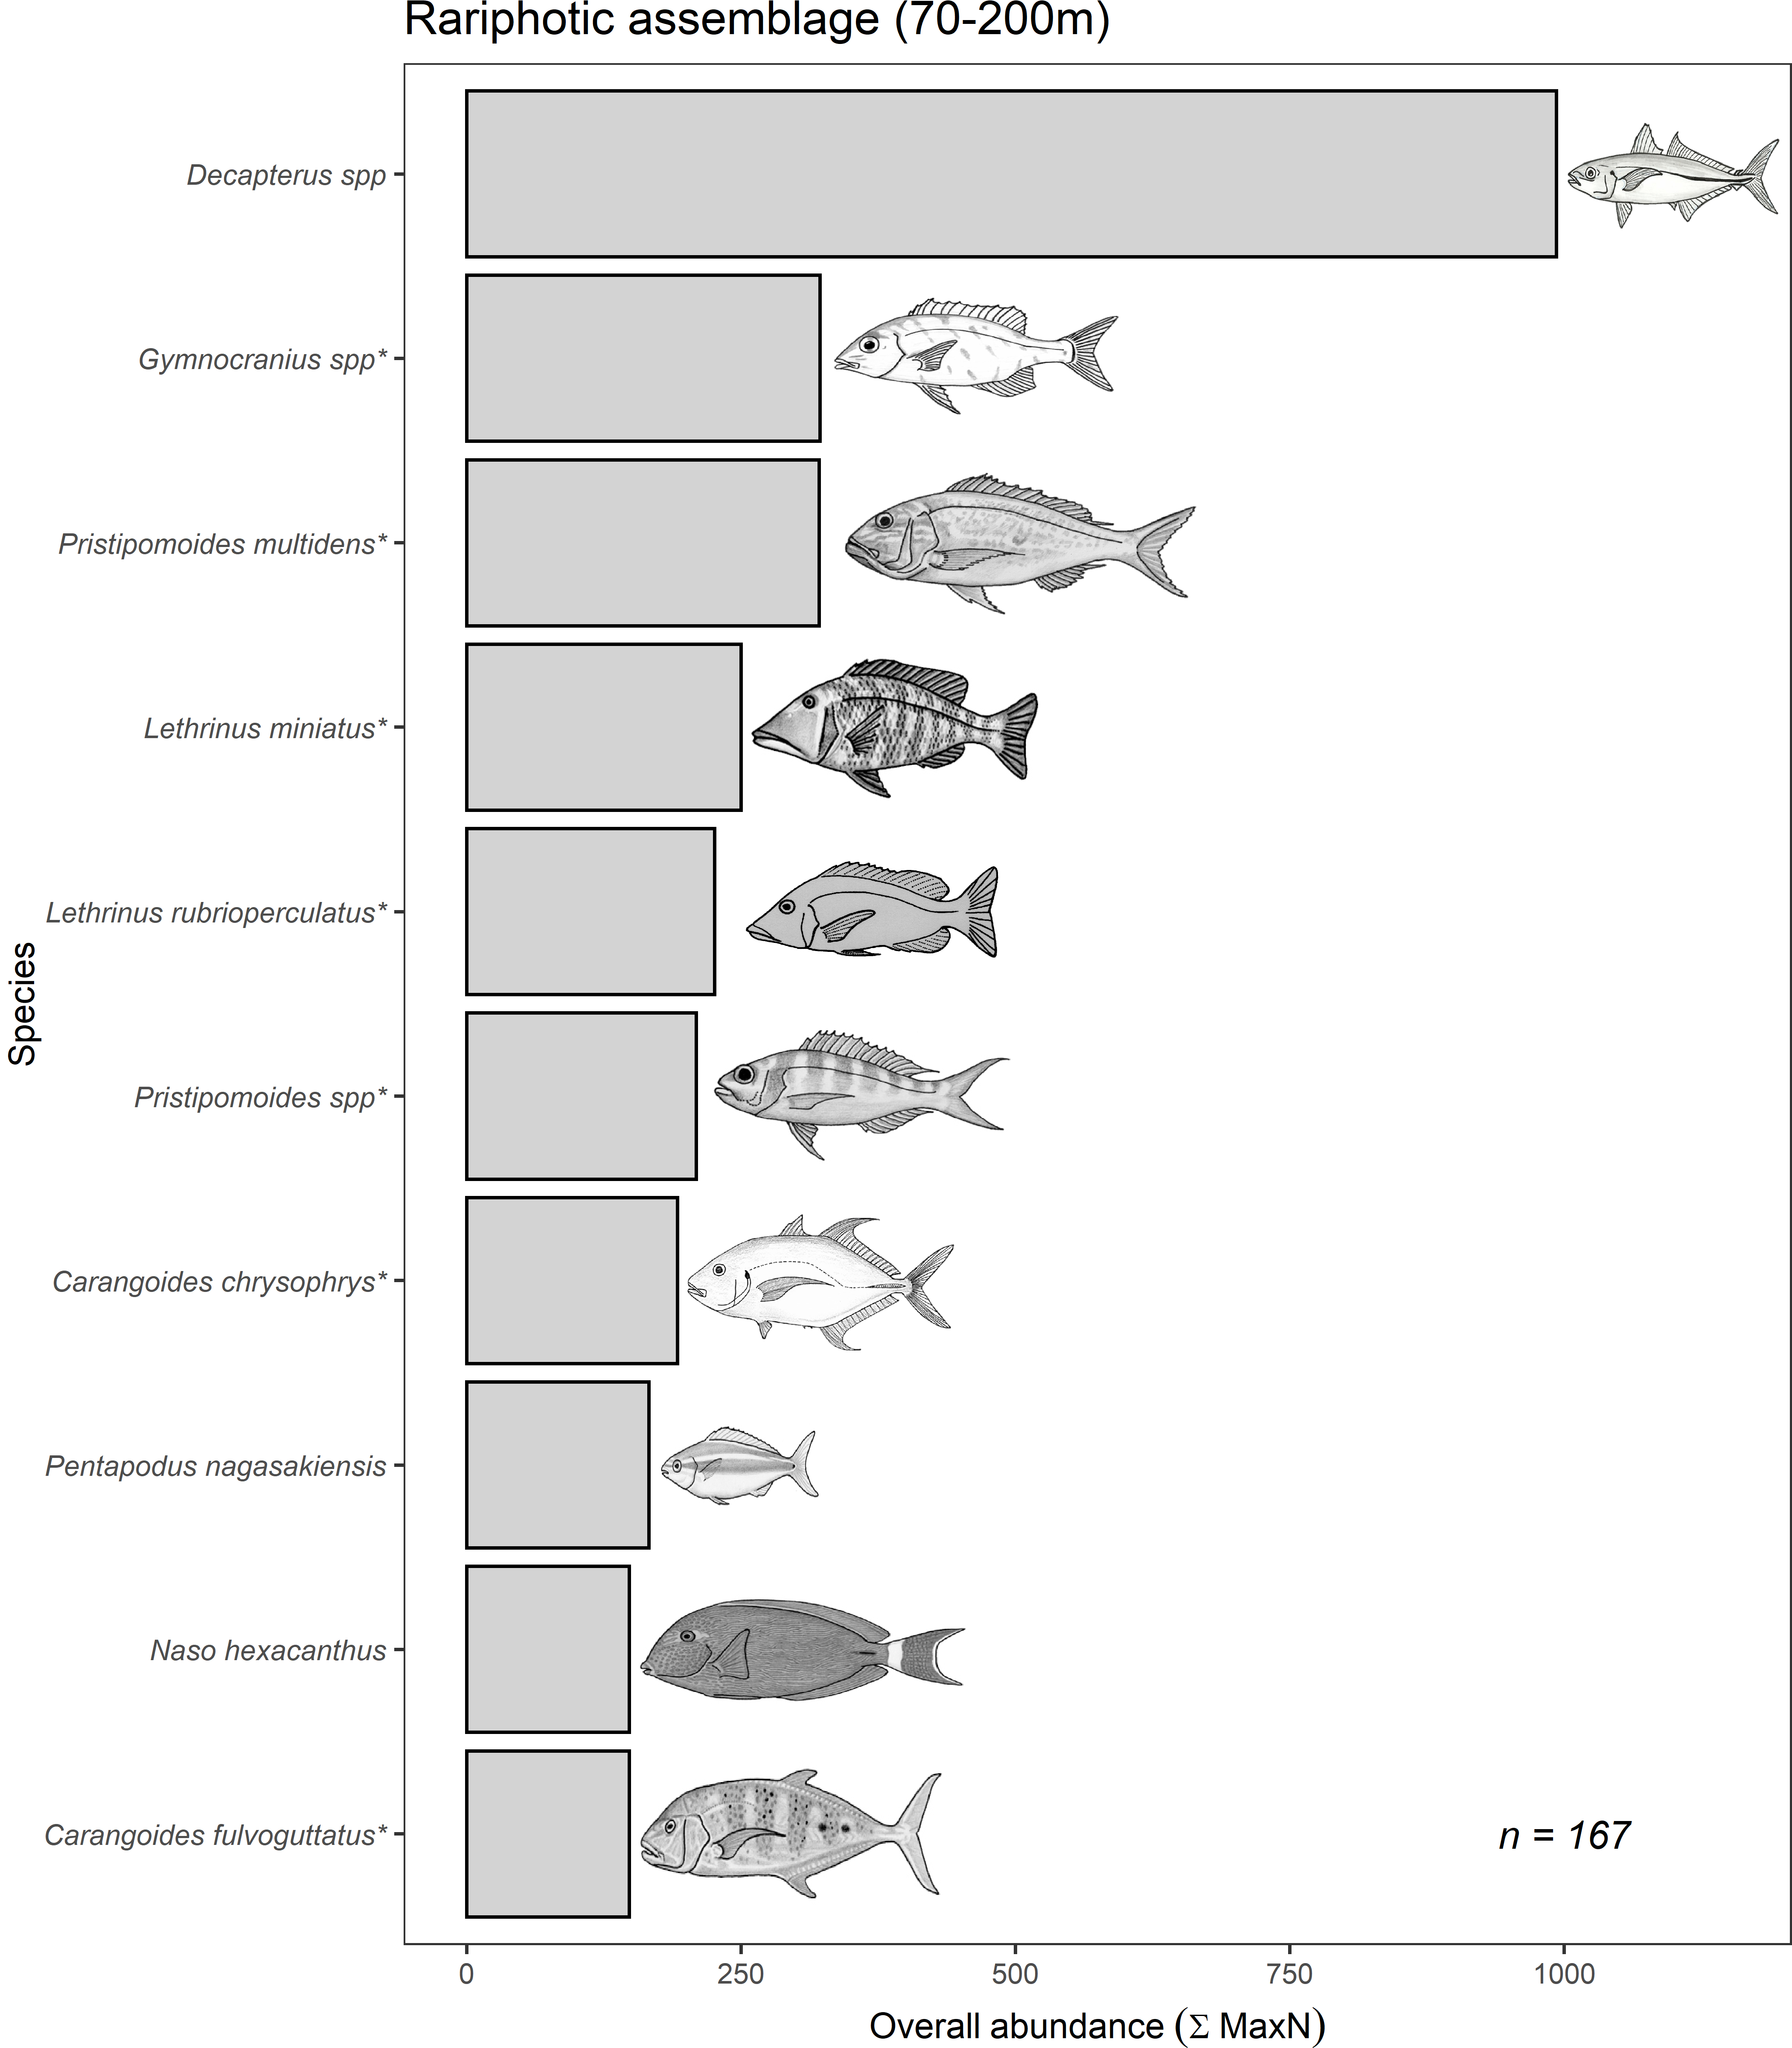 Rariphotic assemblage (70-200m)
Decapterus spp
Gymnocranius spp*
Pristipomoides multidens*
Lethrinus miniatus*
Lethrinus rubrioperculatus*
Pristipomoides spp*
Carangoides chrysophrys*
Pentapodus nagasakiensis
Naso hexacanthus
Carangoides fulvoguttatus*
Species
n = 167
0 250 500 750 1000
Overall abundance (Σ MaxN)